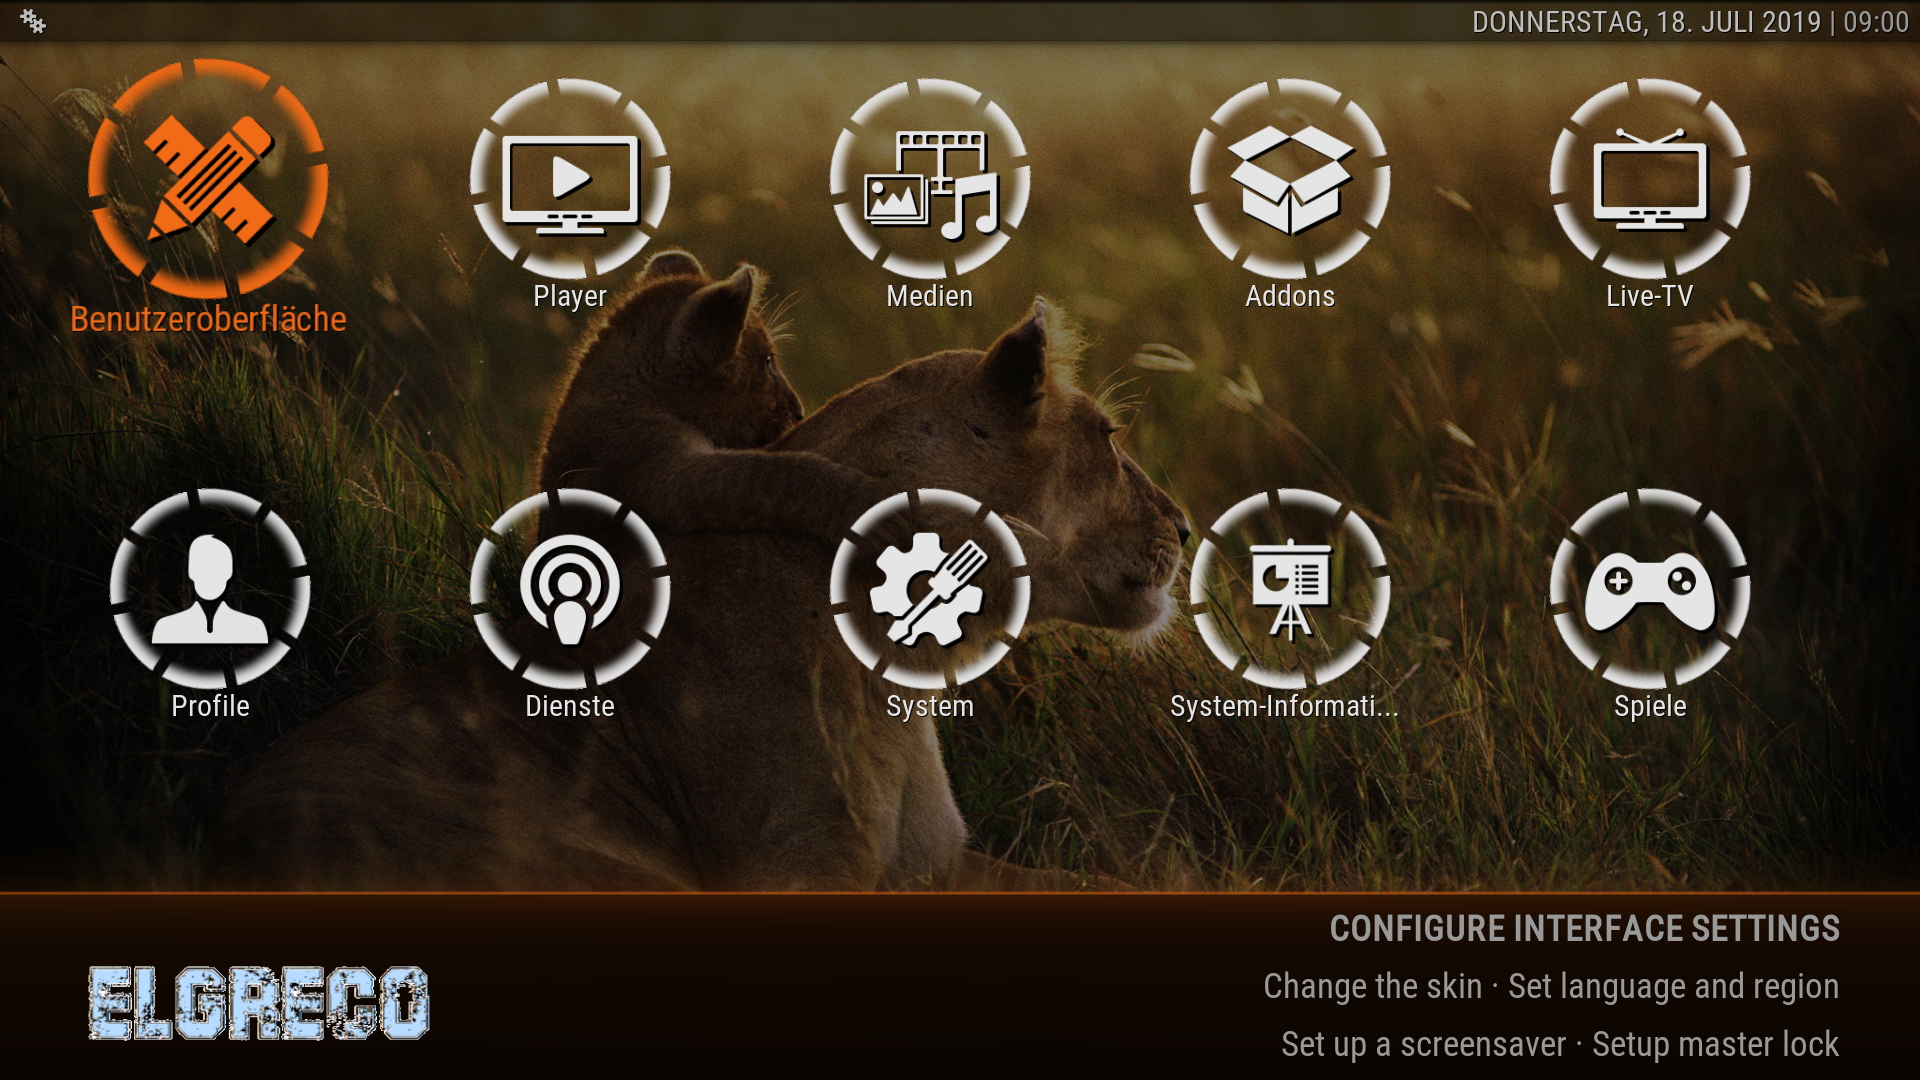 DONNERSTAG, 18. JULI 2019 | 09:00
Benutzeroberfläche
Player
Medien
Addons
Live-TV
Profile
Dienste
System
System-Informati...
Spiele
CONFIGURE INTERFACE SETTINGS
Change the skin · Set language and region
Set up a screensaver · Setup master lock
ELGRECO